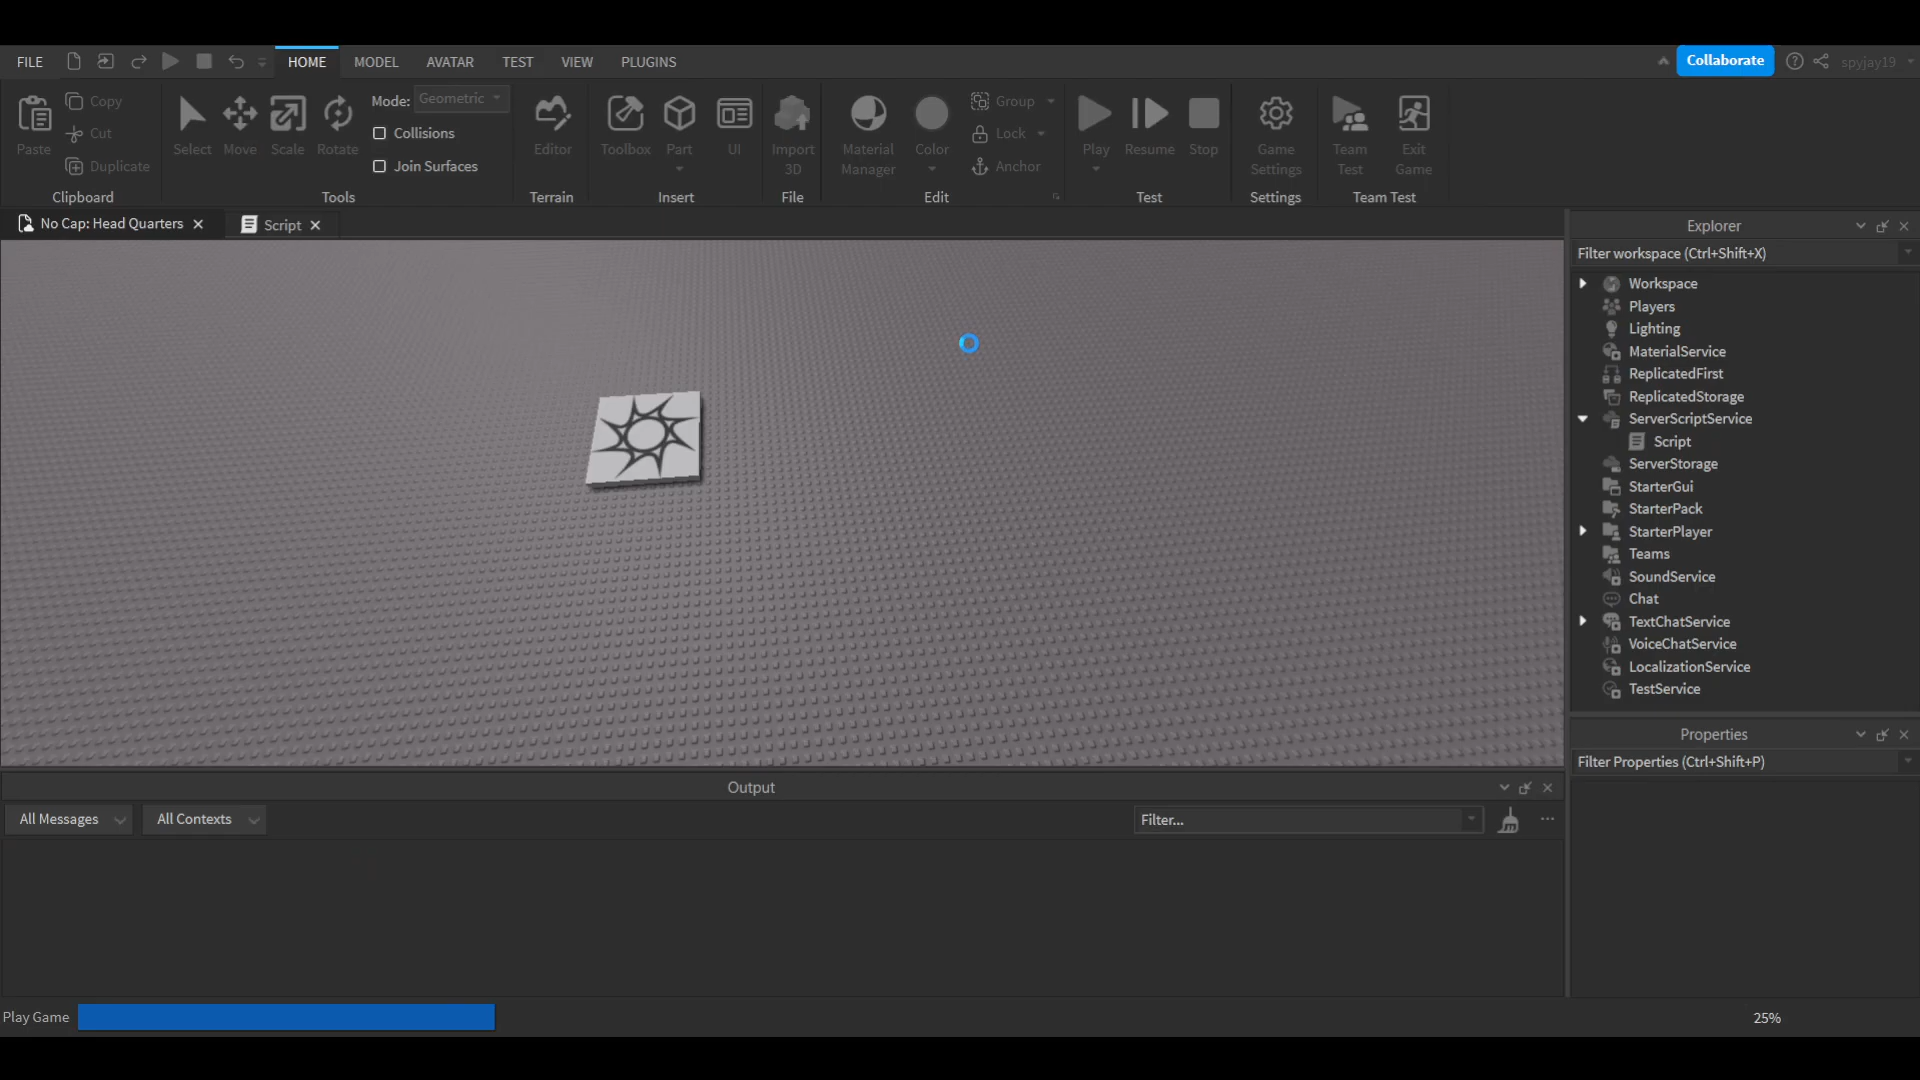 FILE HOME MODEL AVATAR TEST VIEW PLUGINS Collaborate spyjay19
Paste Copy Cut Duplicate Clipboard
Select Move Scale Rotate Mode: Geometric Collisions Join Surfaces Tools
Editor Terrain
Toolbox Part UI Insert
Import 3D File
Material Manager Color Group Lock Anchor Edit
Play Resume Stop Test
Game Settings Settings
Team Test Exit Game Team Test
No Cap: Head Quarters Script
Explorer
Filter workspace (Ctrl+Shift+X)
Workspace
Players
Lighting
MaterialService
ReplicatedFirst
ReplicatedStorage
ServerScriptService
Script
ServerStorage
StarterGui
StarterPack
StarterPlayer
Teams
SoundService
Chat
TextChatService
VoiceChatService
LocalizationService
TestService
Properties
Filter Properties (Ctrl+Shift+P)
Output
All Messages All Contexts Filter...
Play Game 25%